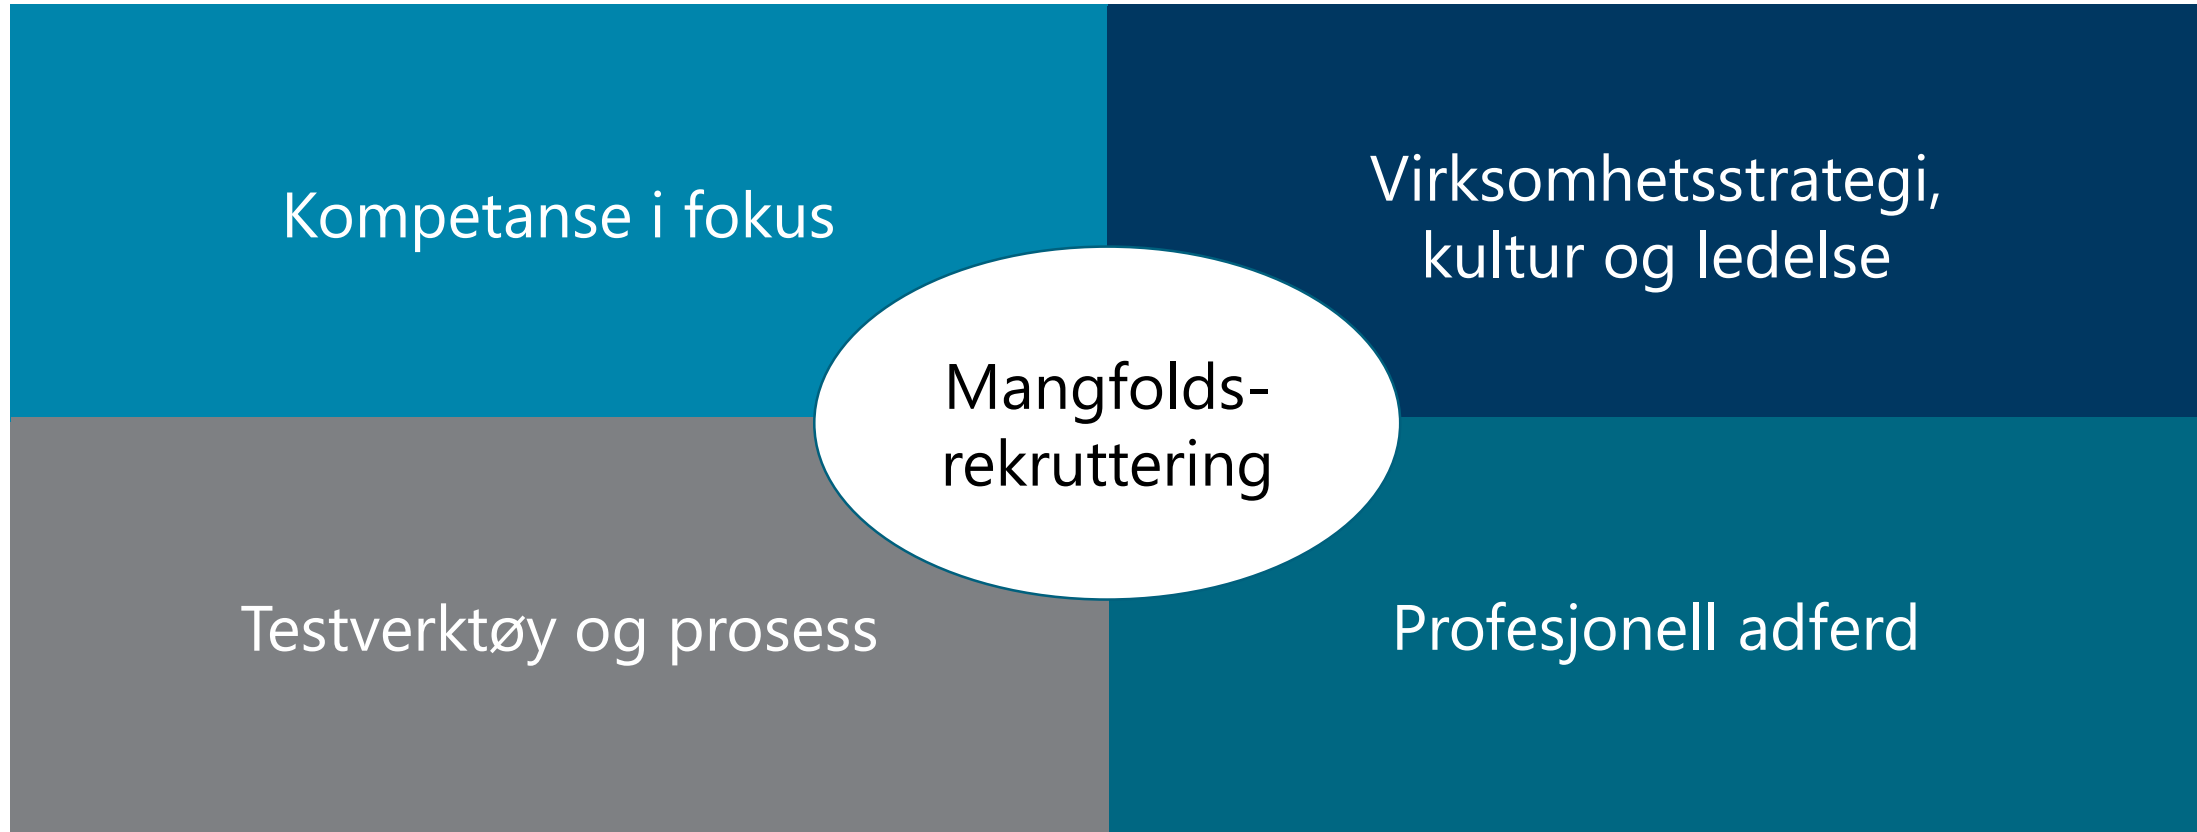 Kompetanse i fokus
Virksomhetsstrategi,
kultur og ledelse
Mangfolds-
rekruttering
Testverktøy og prosess
Profesjonell adferd